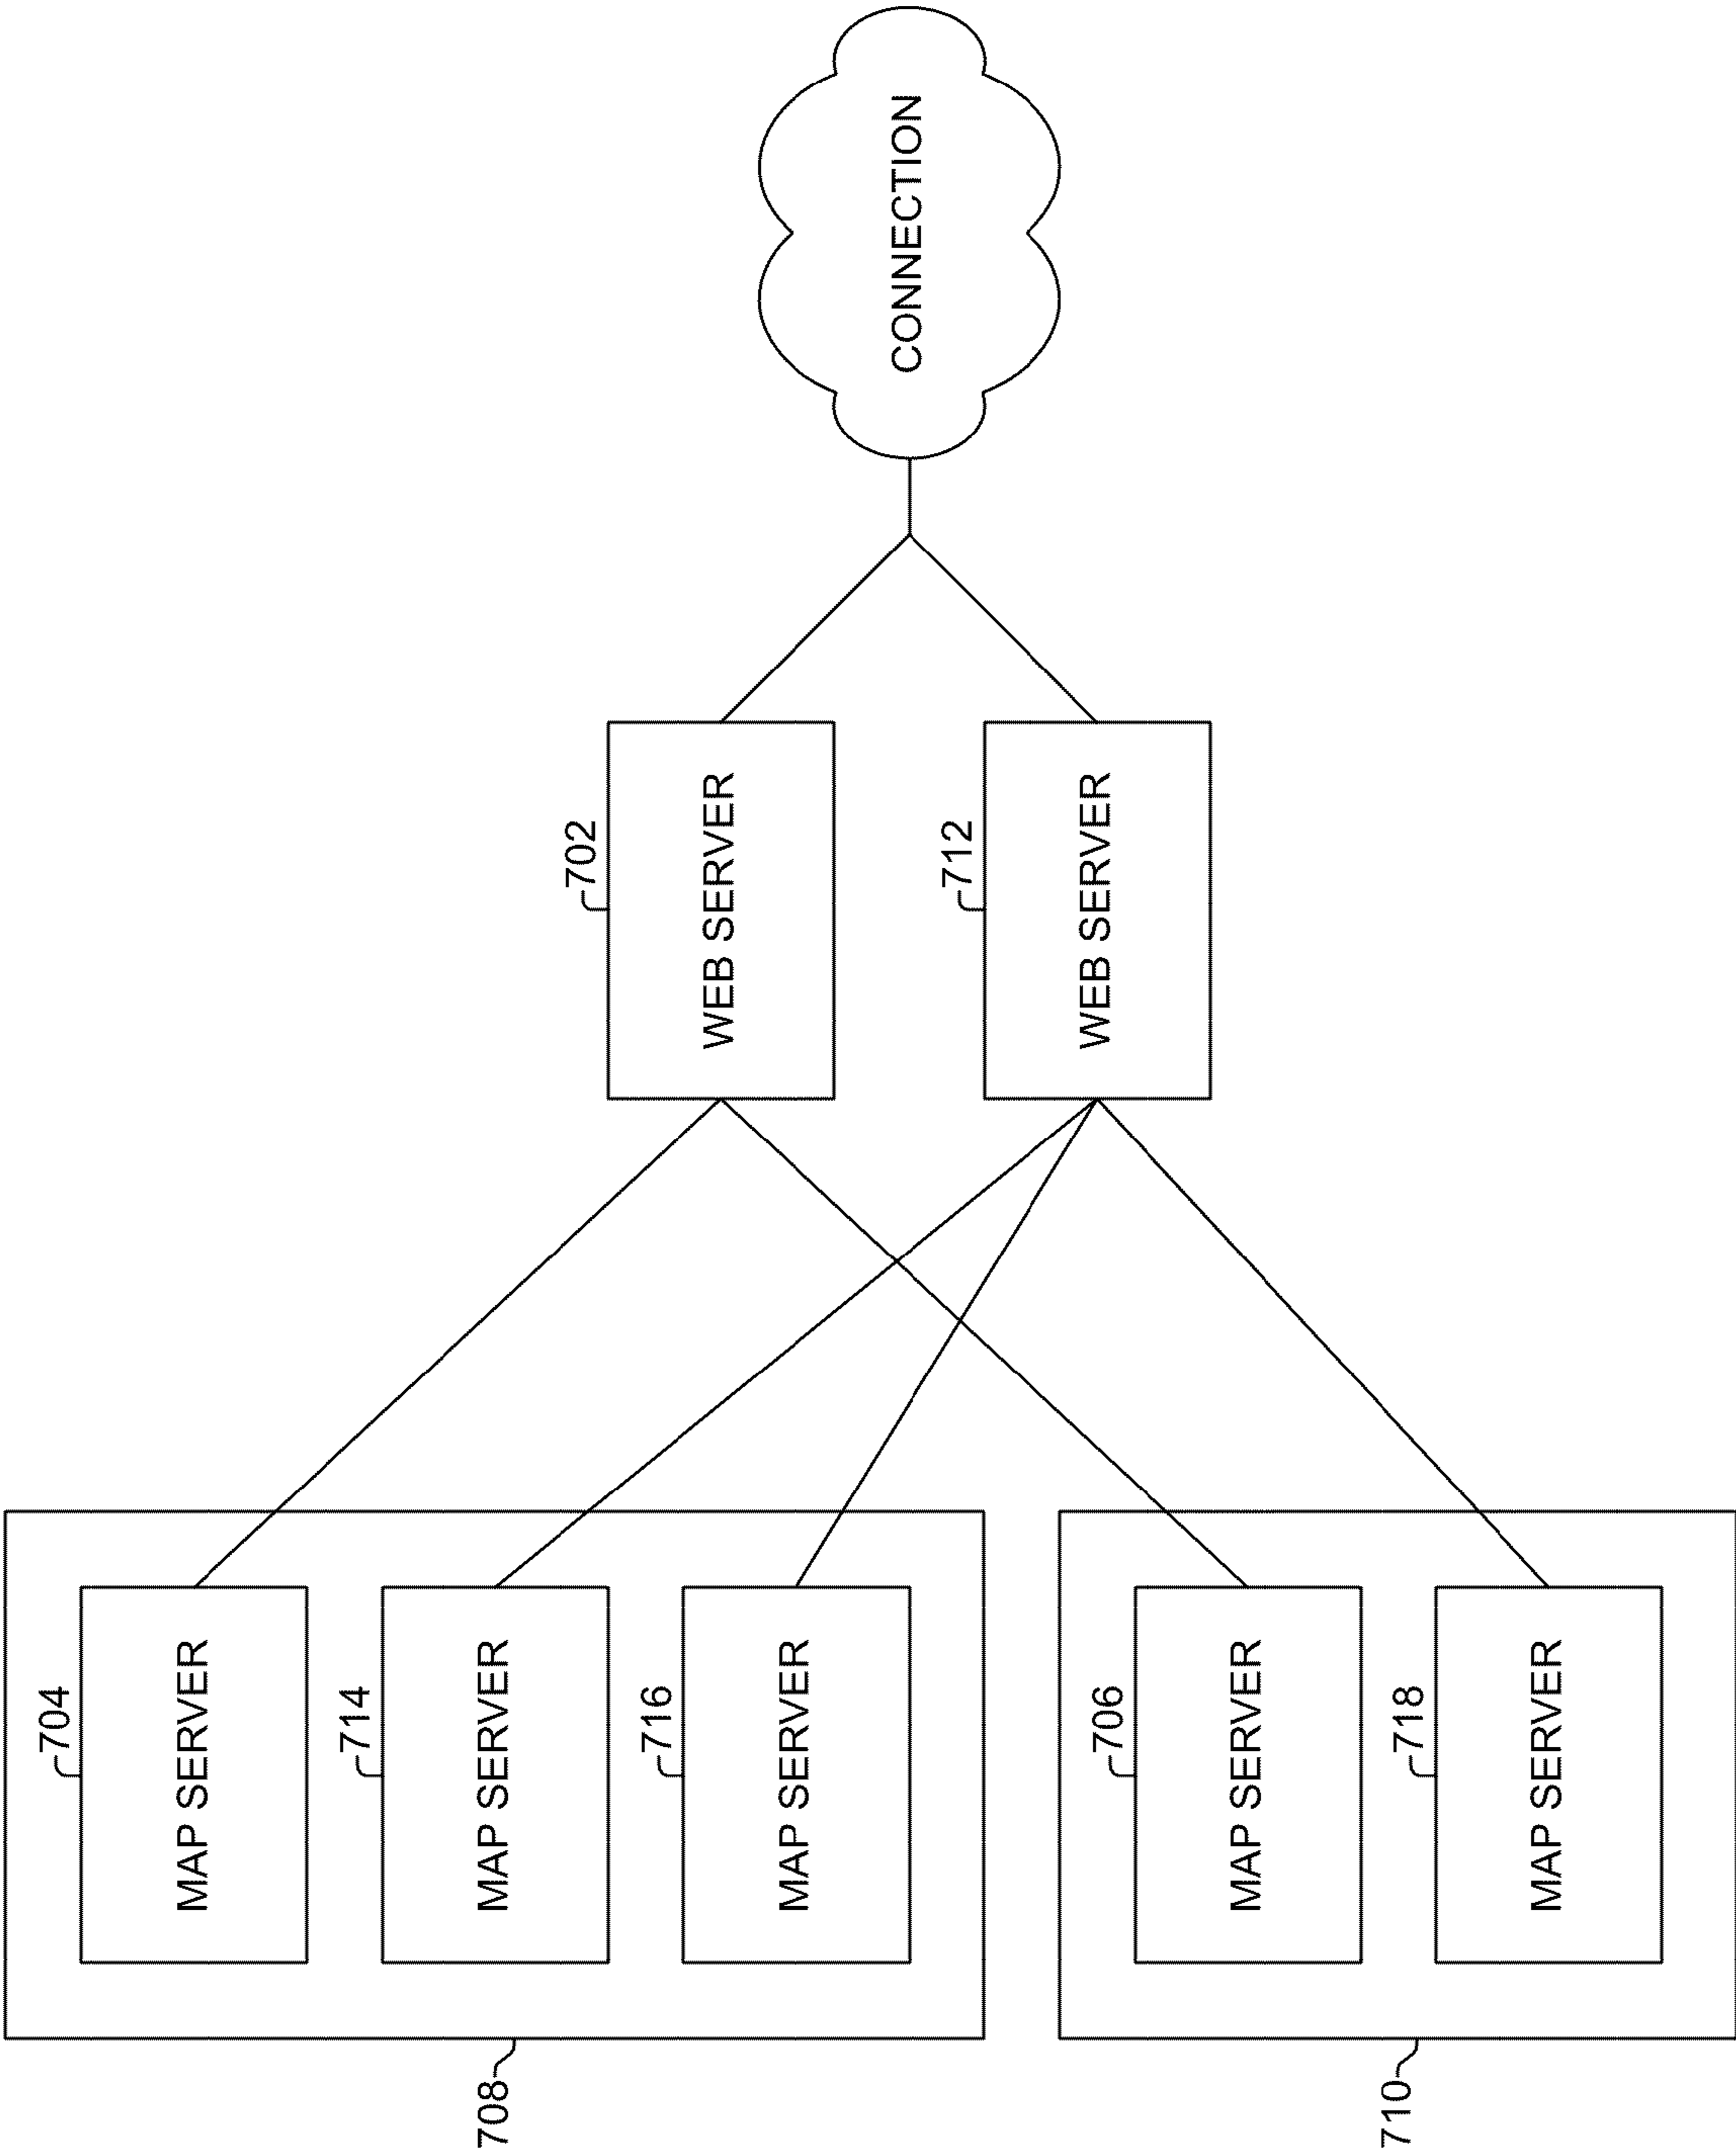 CONNECTION
702
WEB SERVER
712
WEB SERVER
704
MAP SERVER
714
MAP SERVER
716
MAP SERVER
706
MAP SERVER
718
MAP SERVER
708
710